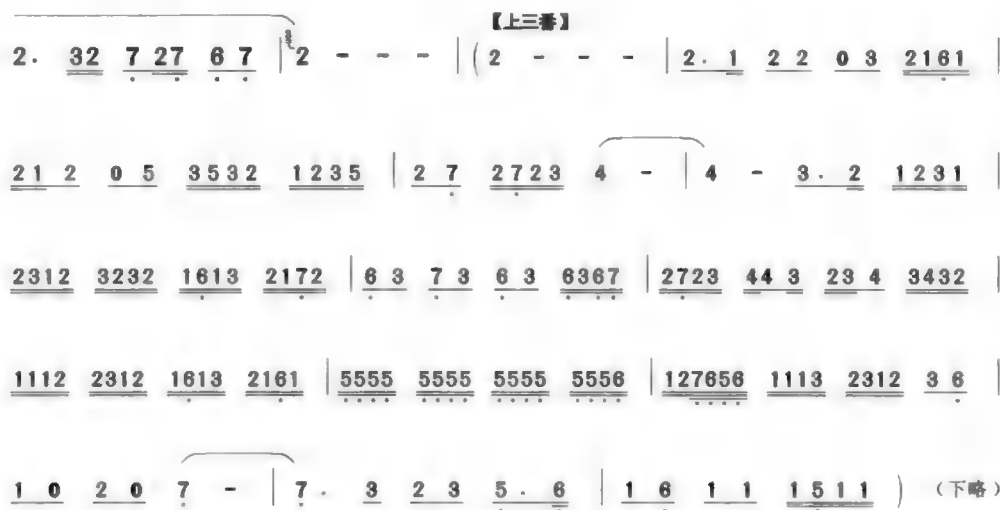 【上三番】
2. 32 7 27 6 7 | 2 - - - | ( 2 - - - | 2. 1 2 2 0 3 2161 |
21 2 0 5 3532 1235 | 2 7 2723 4 - | 4 - 3. 2 1231 |
2312 3232 1613 2172 | 6 3 7 3 6 3 6367 | 2723 44 3 23 4 3432 |
1112 2312 1613 2161 | 5555 5555 5555 5556 | 127656 1113 2312 3 6 |
1 0 2 0 7 - | 7. 3 2 3 5. 6 | 1 6 1 1 1511 ) (下略)